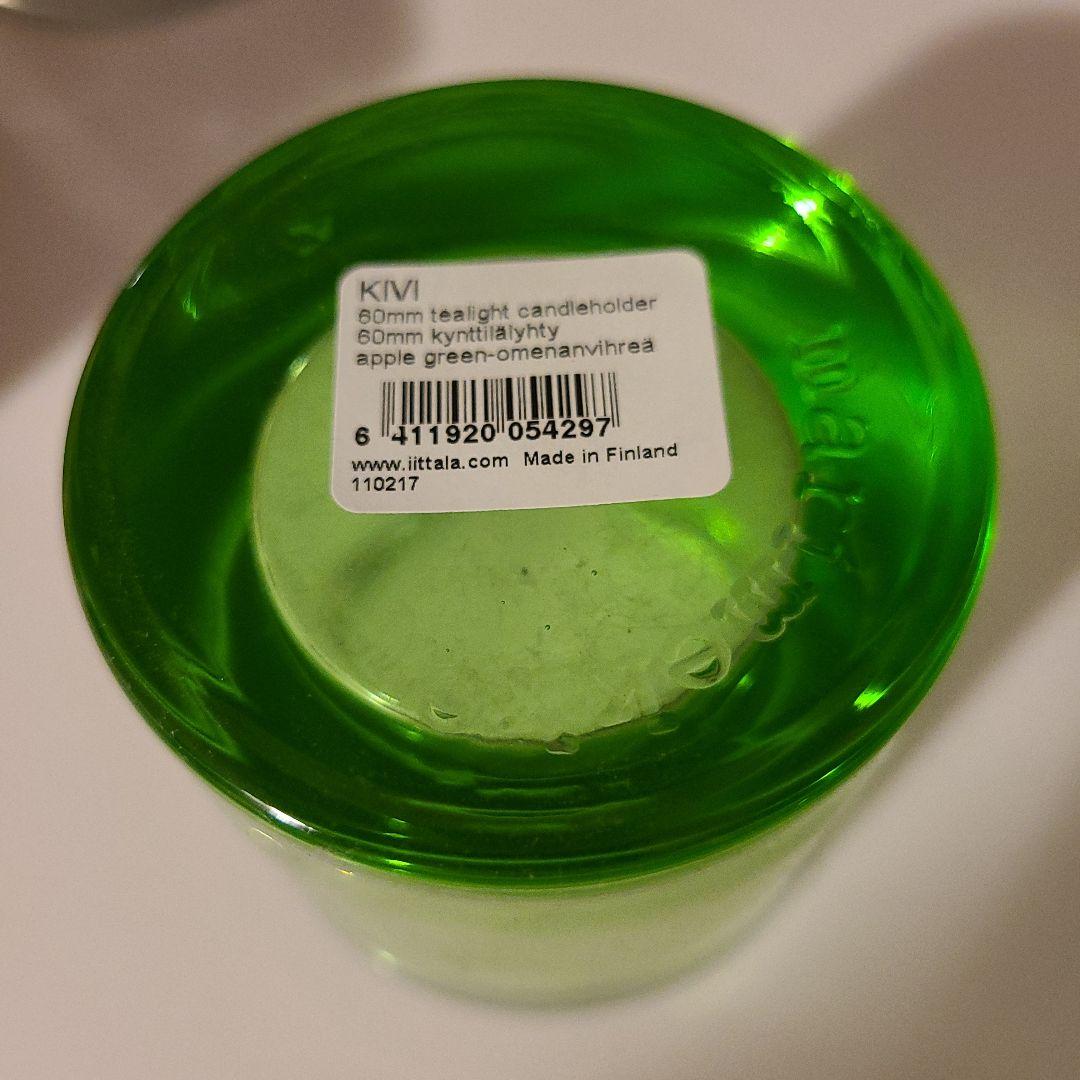 KIVI
60mm tealight candleholder
60mm kynttilälyhty
apple green-omenanvihreä
6 411920 054297
www.iittala.com Made in Finland
110217